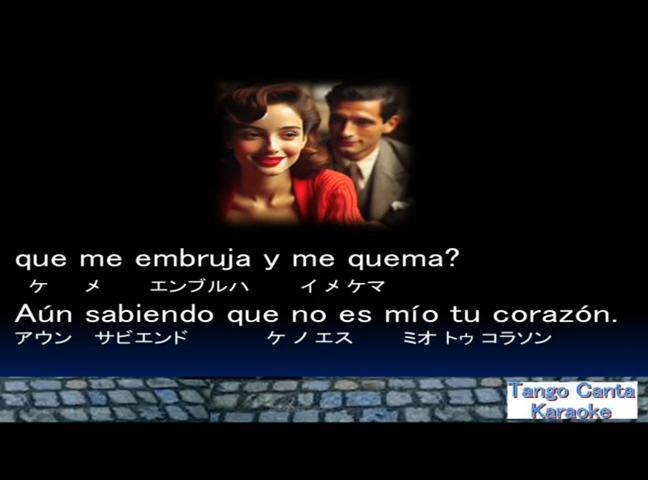 que me embruja y me quema?
ケ メ エンブルハ イ メ ケマ
Aún sabiendo que no es mío tu corazón.
アウン サビエンド ケ ノ エス ミオ トゥ コラソン
Tango Canta
Karaoke